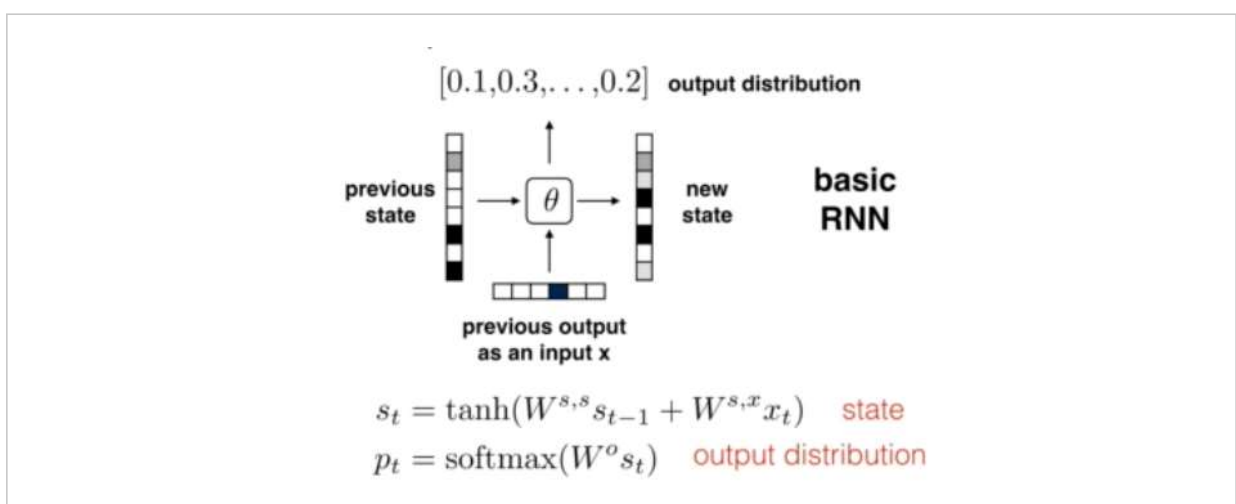 [0.1,0.3,. . . ,0.2] output distribution
previous state
θ
new state
basic RNN
previous output
as an input x
s_t = tanh(W^{s,s} s_{t−1} + W^{s,x} x_t) state
p_t = softmax(W^o s_t) output distribution